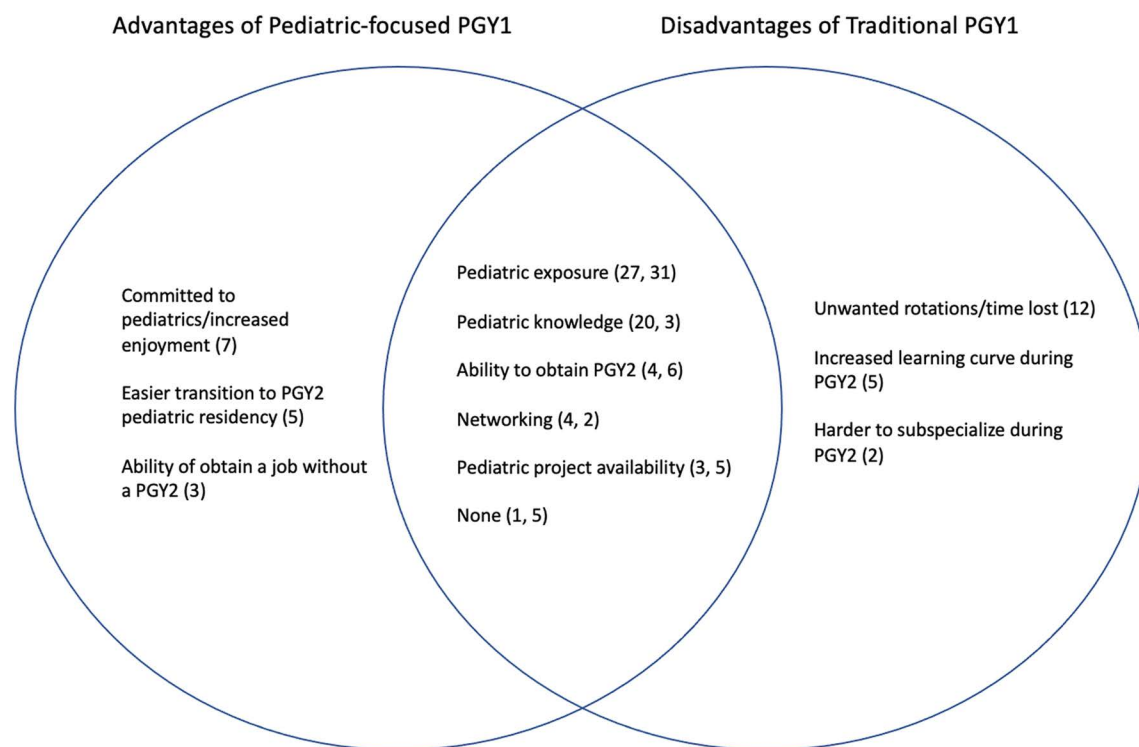 Advantages of Pediatric-focused PGY1
Disadvantages of Traditional PGY1
Committed to
pediatrics/increased
enjoyment (7)
Easier transition to PGY2
pediatric residency (5)
Ability of obtain a job without
a PGY2 (3)
Pediatric exposure (27, 31)
Pediatric knowledge (20, 3)
Ability to obtain PGY2 (4, 6)
Networking (4, 2)
Pediatric project availability (3, 5)
None (1, 5)
Unwanted rotations/time lost (12)
Increased learning curve during
PGY2 (5)
Harder to subspecialize during
PGY2 (2)